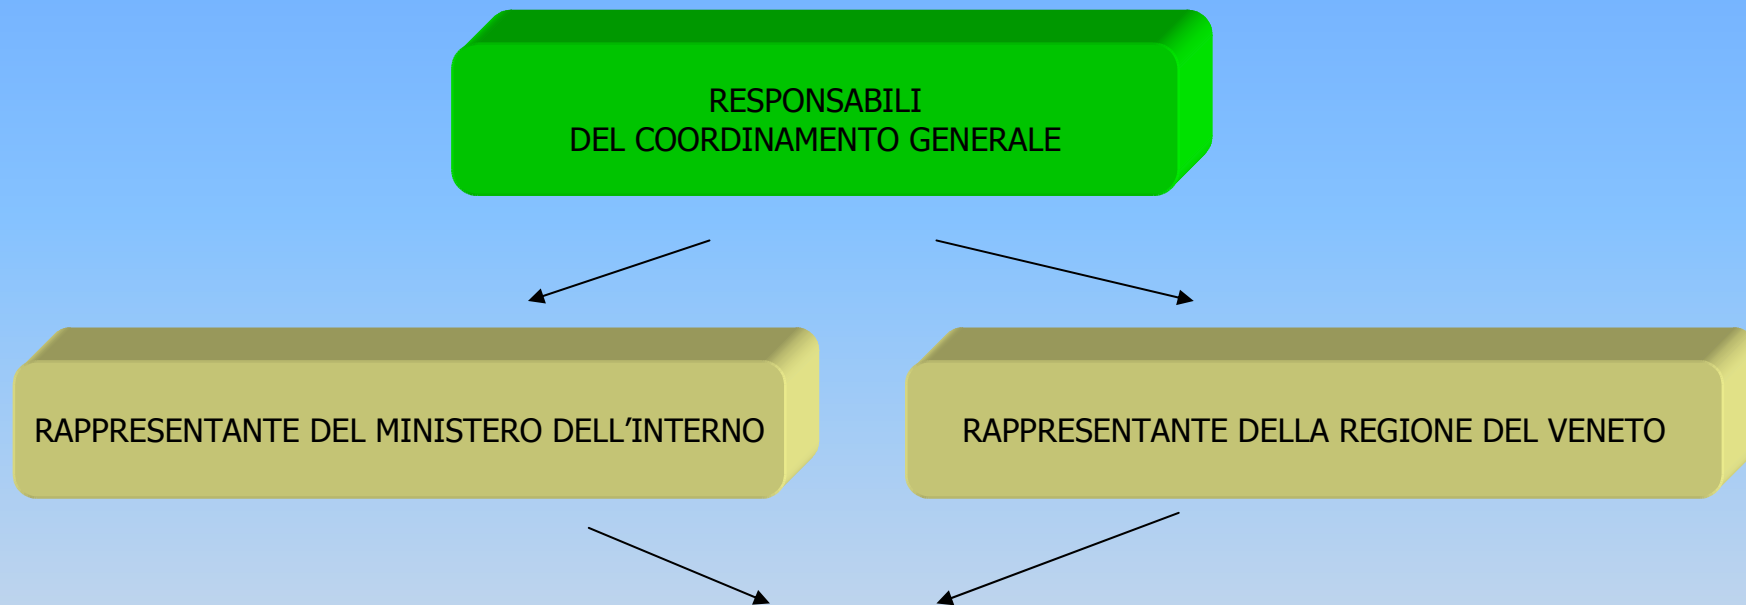 RESPONSABILI
DEL COORDINAMENTO GENERALE
RAPPRESENTANTE DEL MINISTERO DELL’INTERNO
RAPPRESENTANTE DELLA REGIONE DEL VENETO